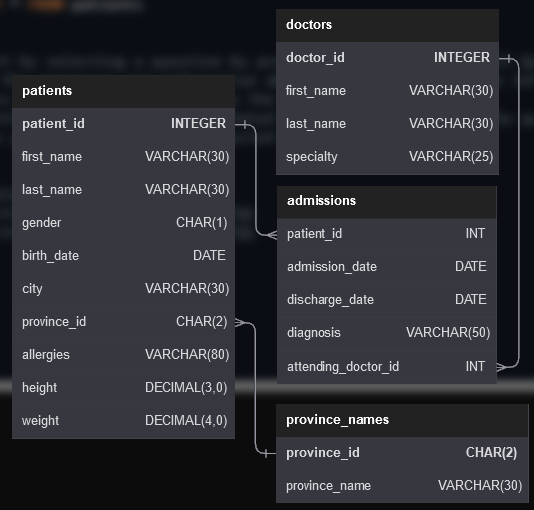 patients
patient_id INTEGER
first_name VARCHAR(30)
last_name VARCHAR(30)
gender CHAR(1)
birth_date DATE
city VARCHAR(30)
province_id CHAR(2)
allergies VARCHAR(80)
height DECIMAL(3,0)
weight DECIMAL(4,0)
doctors
doctor_id INTEGER
first_name VARCHAR(30)
last_name VARCHAR(30)
specialty VARCHAR(25)
admissions
patient_id INT
admission_date DATE
discharge_date DATE
diagnosis VARCHAR(50)
attending_doctor_id INT
province_names
province_id CHAR(2)
province_name VARCHAR(30)